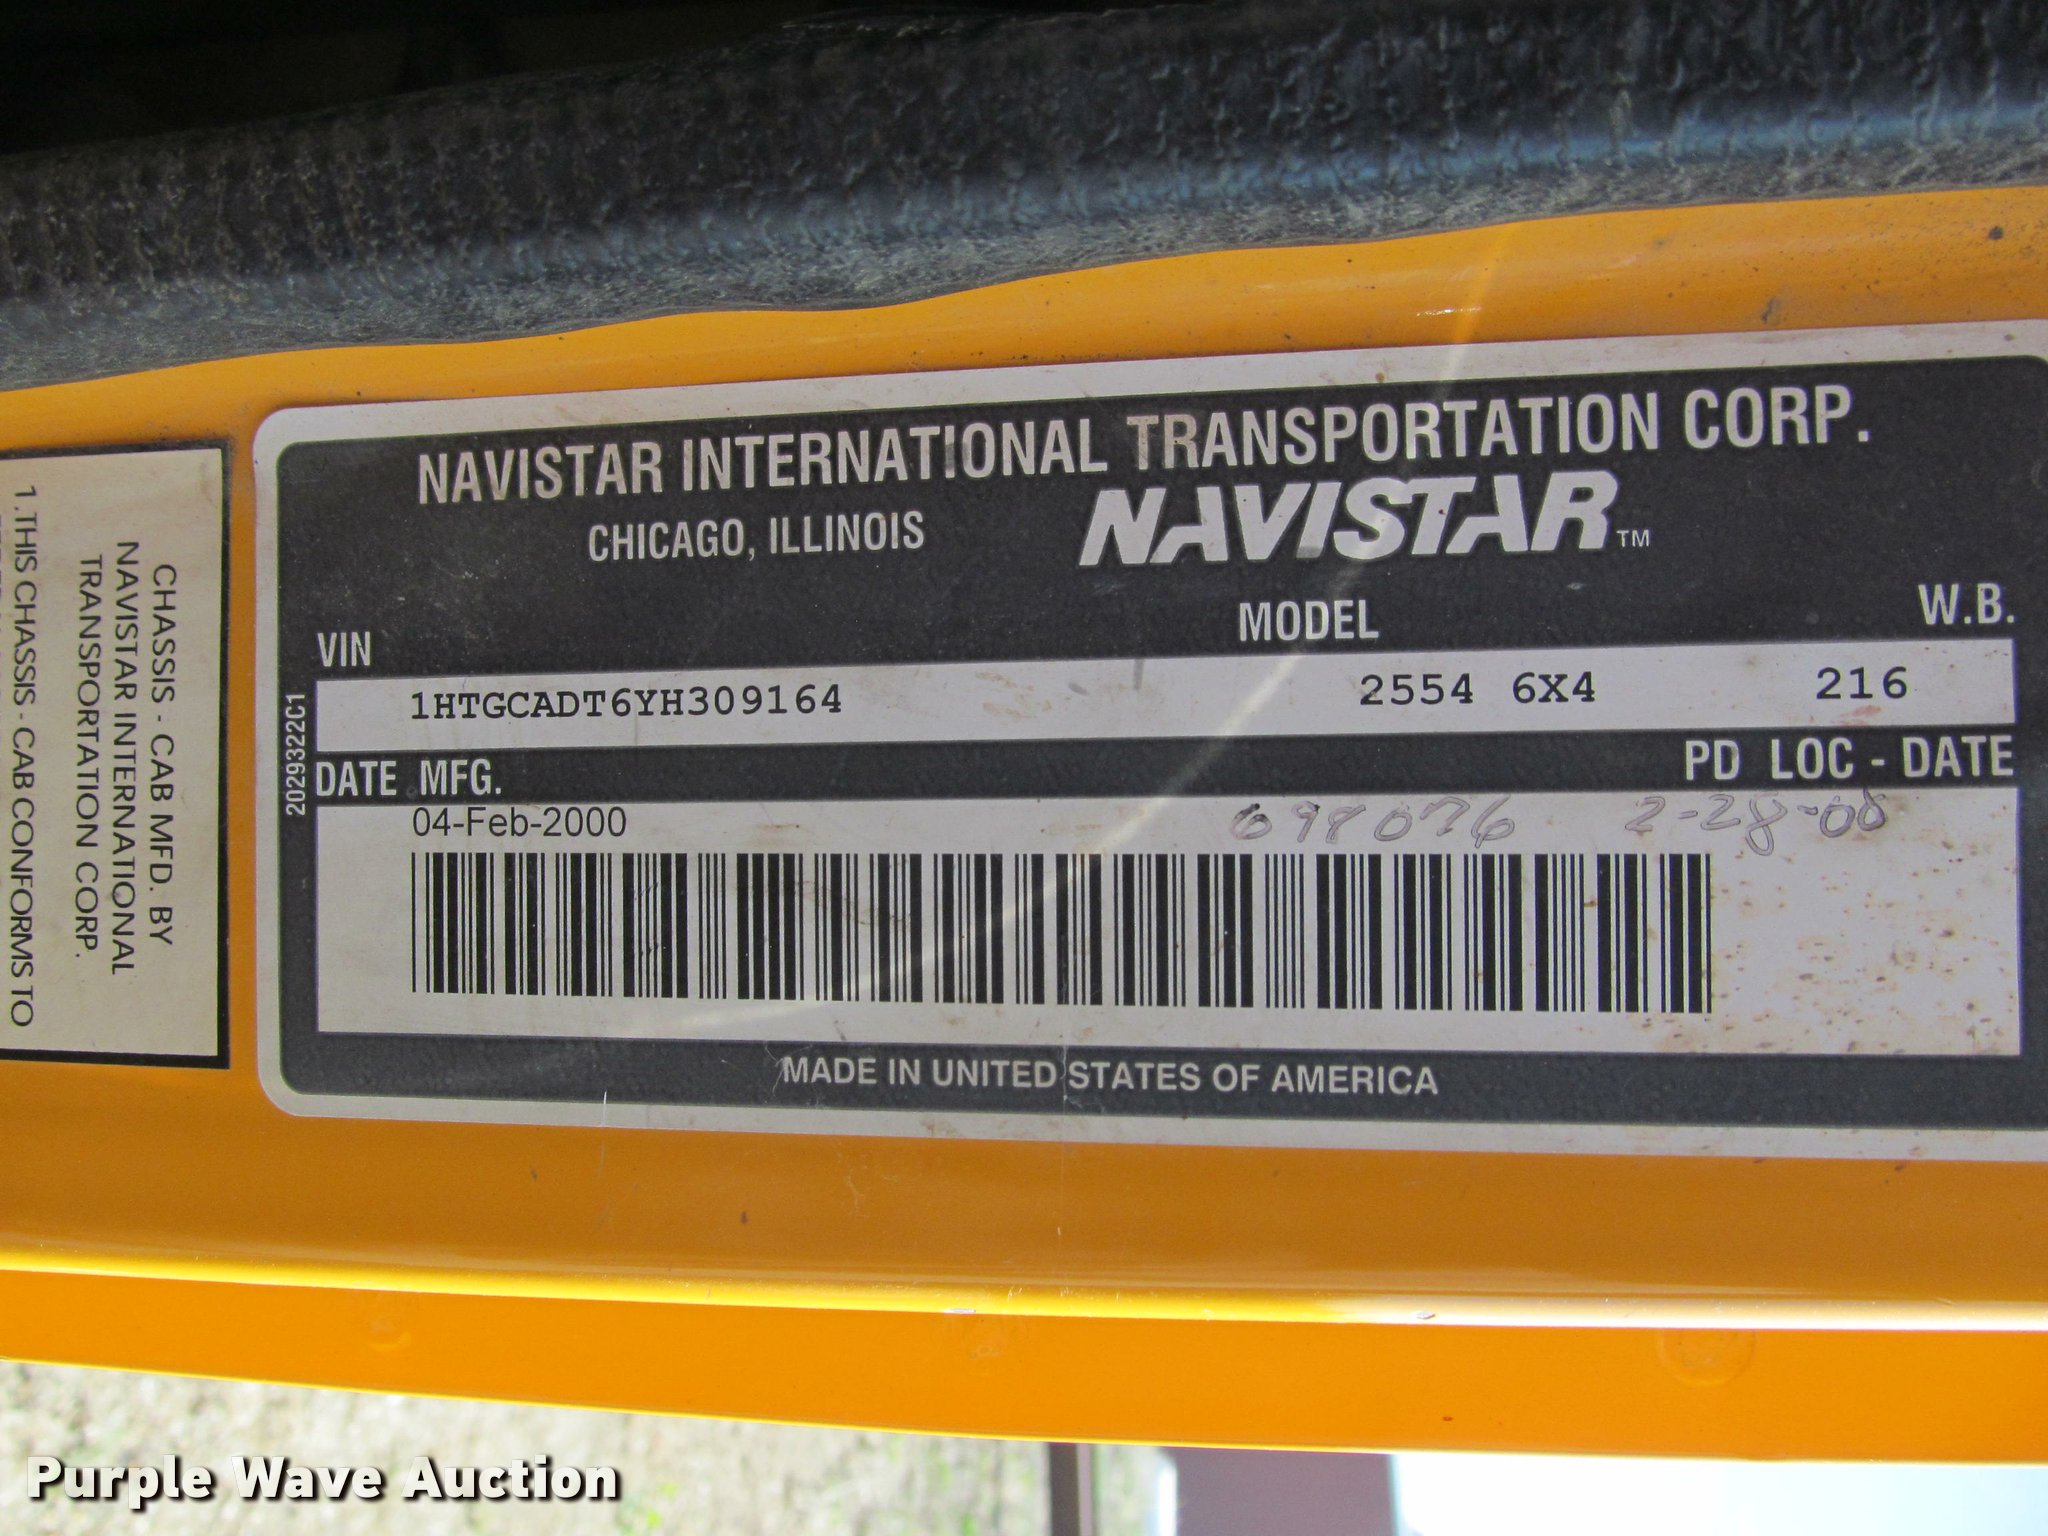 NAVISTAR INTERNATIONAL TRANSPORTATION CORP.
CHICAGO, ILLINOIS
NAVISTAR™
VIN
MODEL
W.B.
1HTGCADT6YH309164
2554 6X4
216
DATE MFG.
PD LOC - DATE
04-Feb-2000
698076 2-28-00
2029322C1
MADE IN UNITED STATES OF AMERICA
CHASSIS - CAB MFD. BY
NAVISTAR INTERNATIONAL
TRANSPORTATION CORP.
1.THIS CHASSIS - CAB CONFORMS TO
Purple Wave Auction